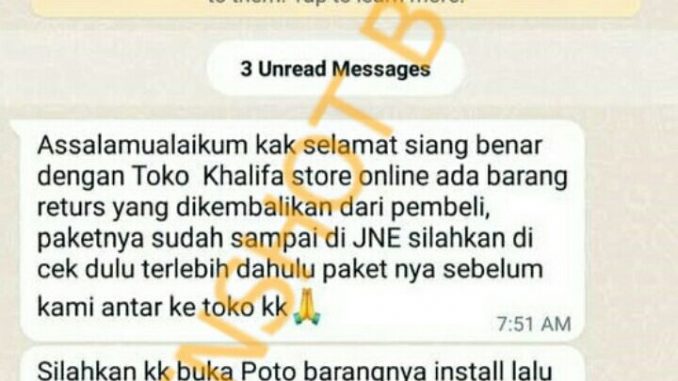 to them. Tap to learn more.
3 Unread Messages
Assalamualaikum kak selamat siang benar
dengan Toko Khalifa store online ada barang
returs yang dikembalikan dari pembeli,
paketnya sudah sampai di JNE silahkan di
cek dulu terlebih dahulu paket nya sebelum
kami antar ke toko kk🙏
7:51 AM
Silahkan kk buka Poto barangnya install lalu
NSHOT B